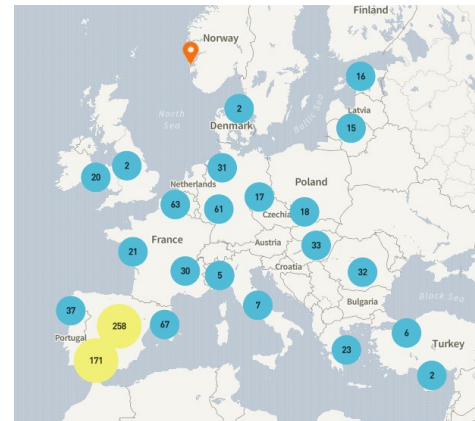 Finland
Norway
16
North
Sea
2
Baltic Sea
Latvia
Denmark
15
20
2
31
Netherlands
Poland
63
61
17
18
Czechia
France
Austria
33
21
30
5
Croatia
32
Bulgaria
Black Sea
37
258
67
7
Portugal
6
Turkey
171
23
2